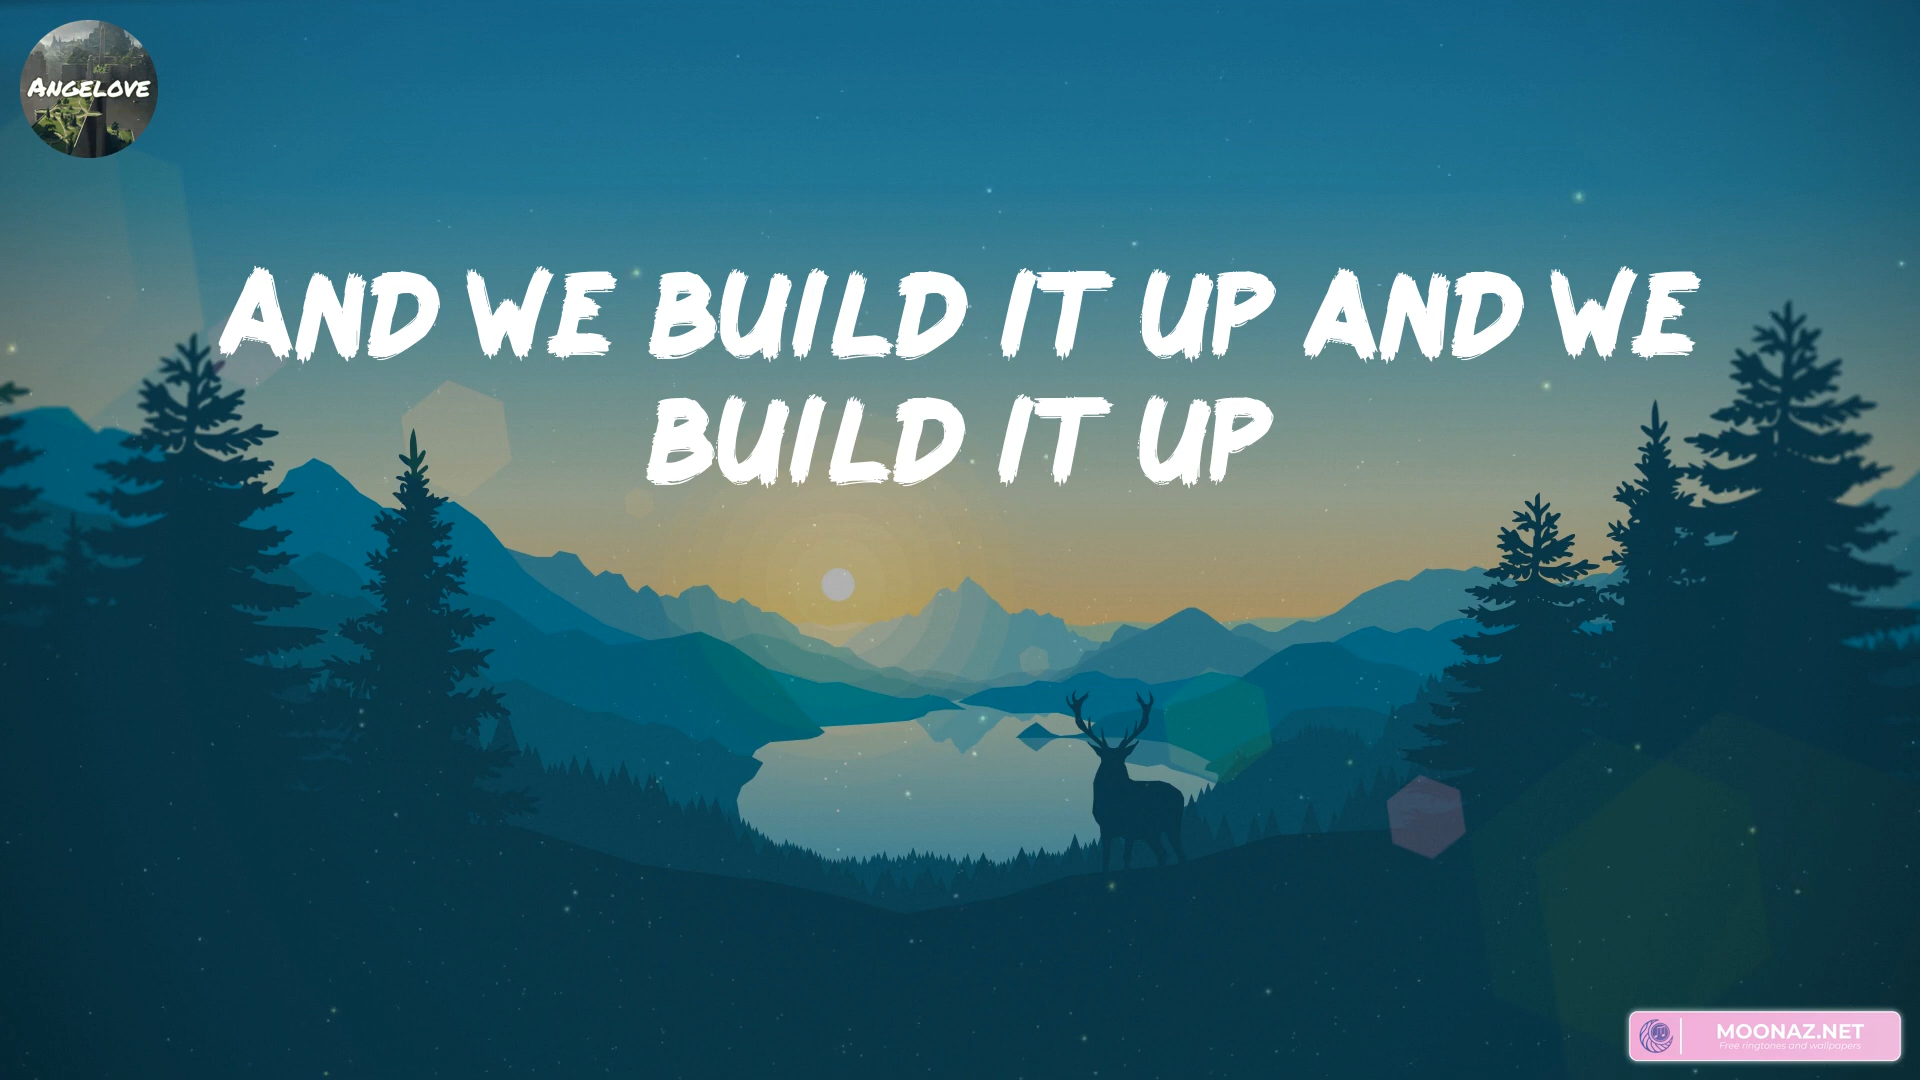 ANGELOVE
AND WE BUILD IT UP AND WE
BUILD IT UP
MOONAZ.NET
Free ringtones and wallpapers